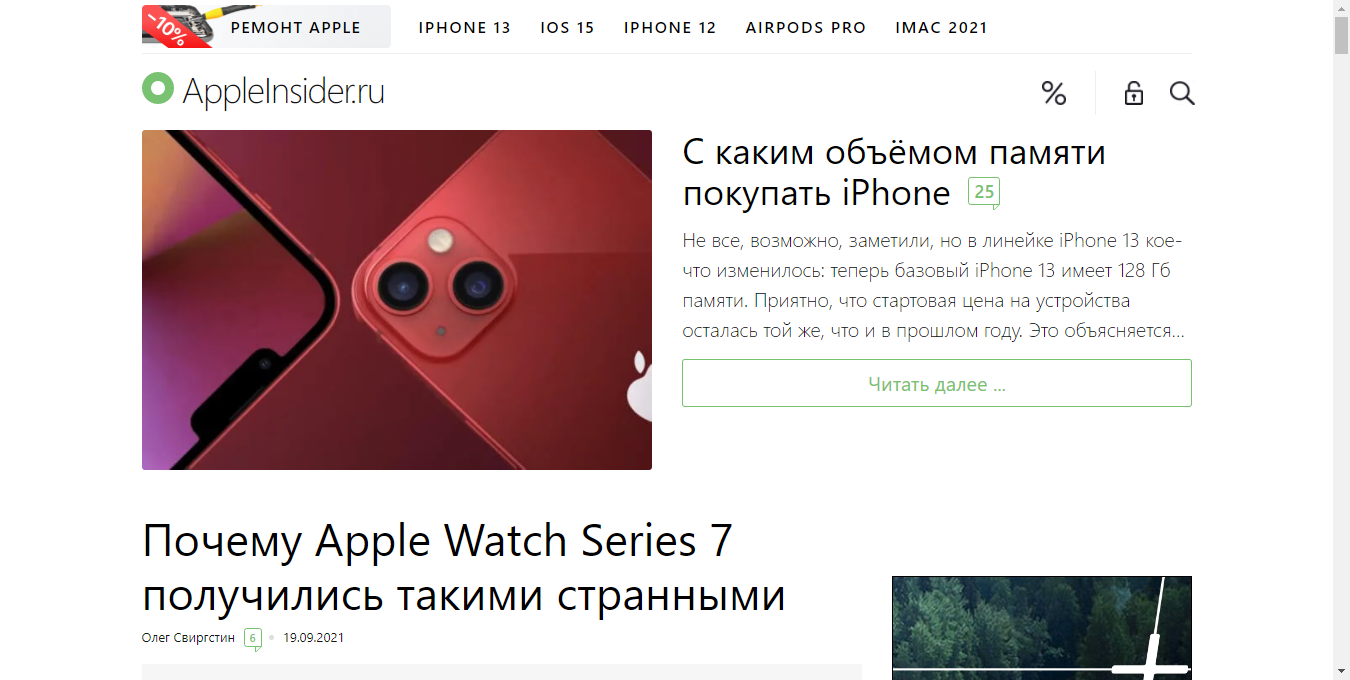 -10%
РЕМОНТ APPLE
IPHONE 13
IOS 15
IPHONE 12
AIRPODS PRO
IMAC 2021
AppleInsider.ru
%
С каким объёмом памяти
покупать iPhone 25
Не все, возможно, заметили, но в линейке iPhone 13 кое-
что изменилось: теперь базовый iPhone 13 имеет 128 Гб
памяти. Приятно, что стартовая цена на устройства
осталась той же, что и в прошлом году. Это объясняется...
Читать далее ...
Почему Apple Watch Series 7
получились такими странными
Олег Свиргстин 6 19.09.2021